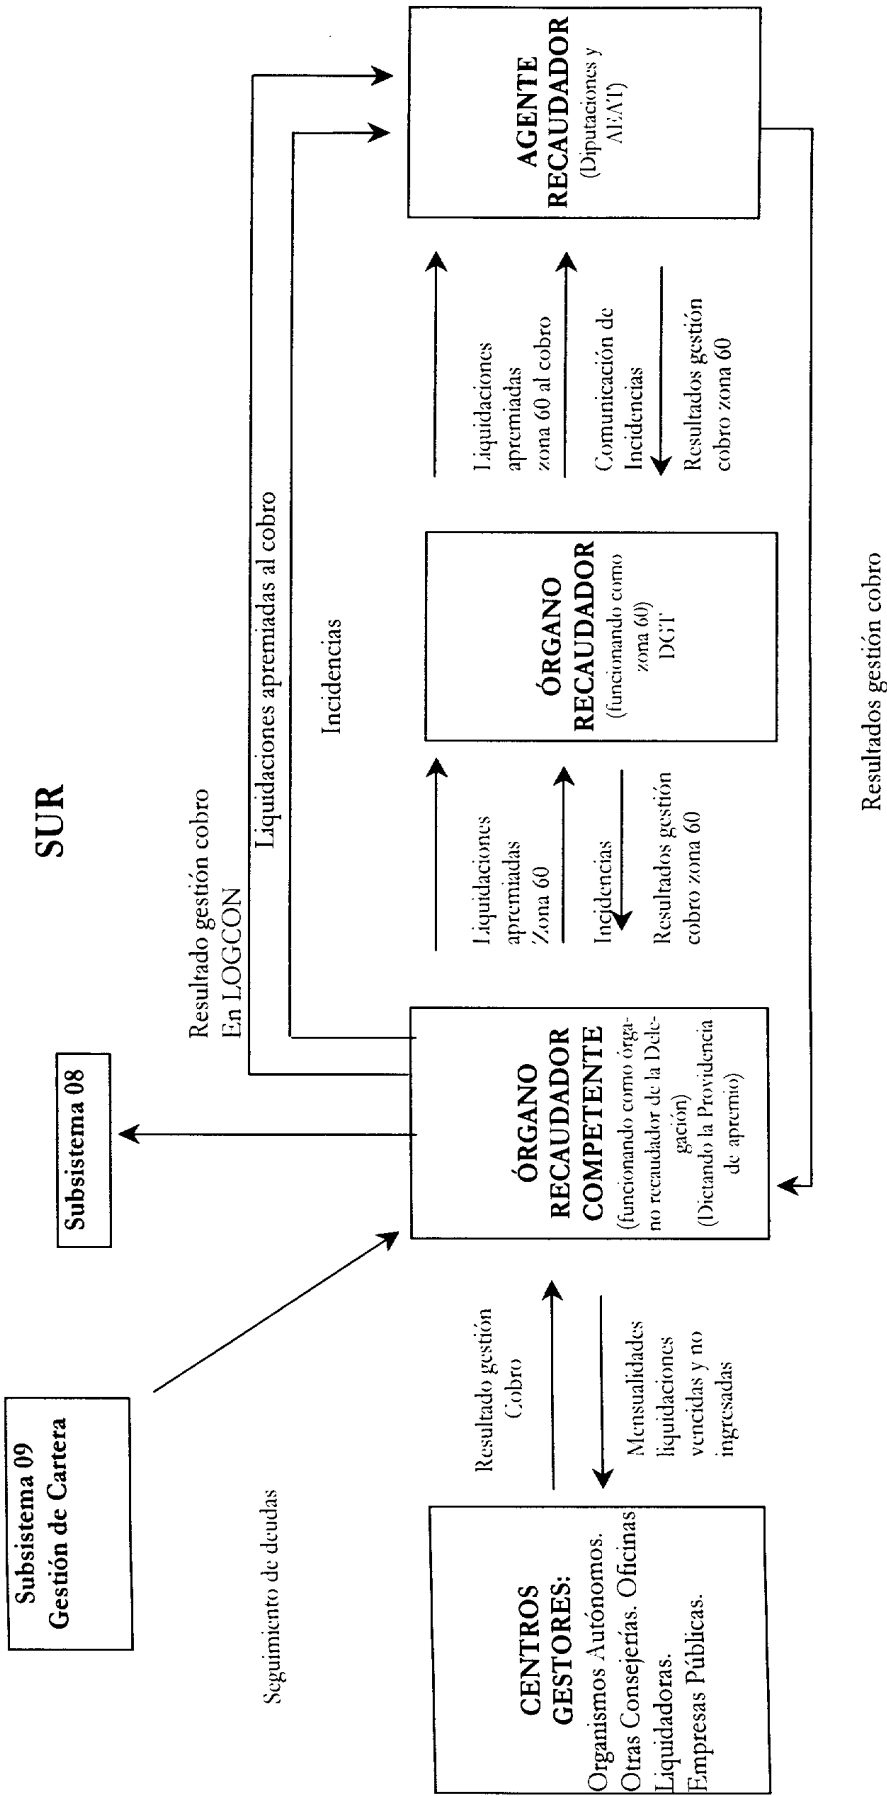 SUR
Subsistema 09
Gestión de Cartera
Subsistema 08
Seguimiento de deudas
Resultado gestión cobro
En LOGCON
Liquidaciones apremiadas al cobro
Incidencias
CENTROS
GESTORES:
Organismos Autónomos.
Otras Consejerías. Oficinas
Liquidadoras.
Empresas Públicas.
Resultado gestión
Cobro
Mensualidades
liquidaciones
vencidas y no
ingresadas
ÓRGANO
RECAUDADOR
COMPETENTE
(funcionando como órga-
no recaudador de la Dele-
gación)
(Dictando la Providencia
de apremio)
Liquidaciones
apremiadas
Zona 60
Incidencias
Resultados gestión
cobro zona 60
ÓRGANO
RECAUDADOR
(funcionando como
zona 60)
DGT
Liquidaciones
apremiadas
zona 60 al cobro
Comunicación de
Incidencias
Resultados gestión
cobro zona 60
AGENTE
RECAUDADOR
(Diputaciones y
AEAT)
Resultados gestión cobro